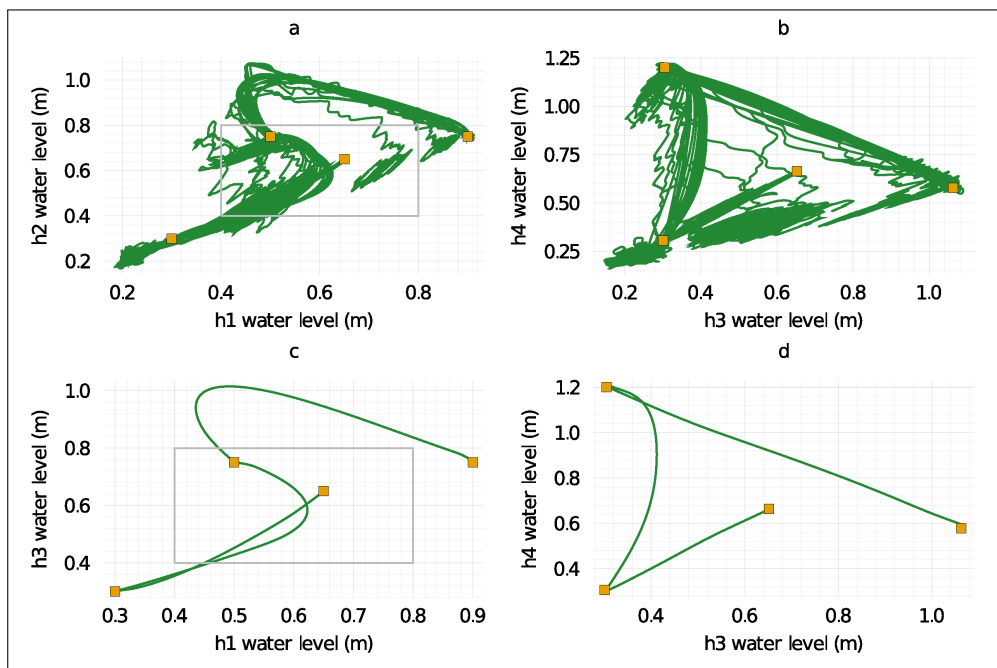 a
h2 water level (m)
1.0
0.8
0.6
0.4
0.2
0.2 0.4 0.6 0.8
h1 water level (m)
b
h4 water level (m)
1.25
1.00
0.75
0.50
0.25
0.2 0.4 0.6 0.8 1.0
h3 water level (m)
c
h3 water level (m)
1.0
0.8
0.6
0.4
0.3 0.4 0.5 0.6 0.7 0.8 0.9
h1 water level (m)
d
h4 water level (m)
1.2
1.0
0.8
0.6
0.4
0.4 0.6 0.8 1.0
h3 water level (m)